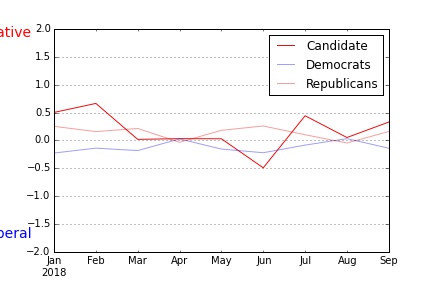 ative
2.0
1.5
1.0
0.5
0.0
−0.5
−1.0
−1.5
−2.0
beral
Candidate
Democrats
Republicans
Jan Feb Mar Apr May Jun Jul Aug Sep
2018